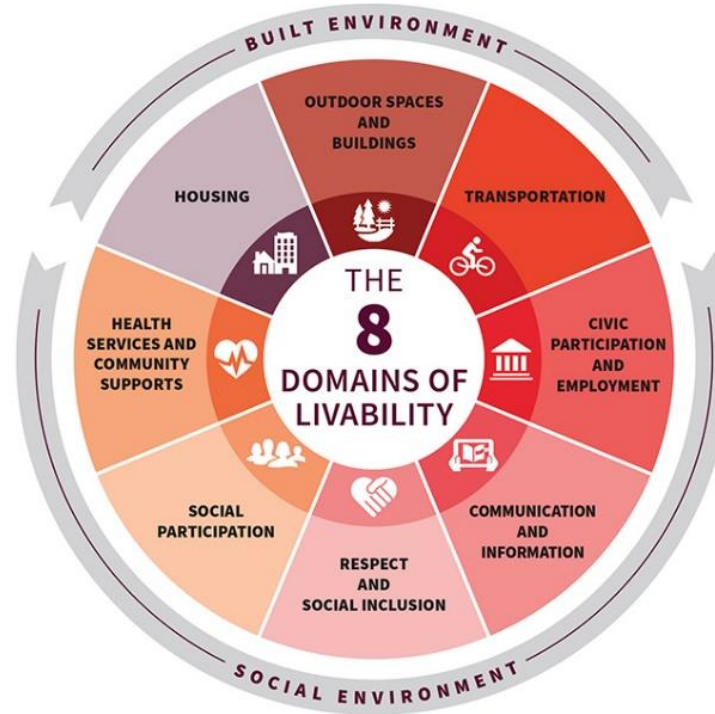 BUILT ENVIRONMENT
OUTDOOR SPACES
AND
BUILDINGS
TRANSPORTATION
CIVIC
PARTICIPATION
AND
EMPLOYMENT
COMMUNICATION
AND
INFORMATION
RESPECT
AND
SOCIAL INCLUSION
SOCIAL
PARTICIPATION
HEALTH
SERVICES AND
COMMUNITY
SUPPORTS
HOUSING
THE
8
DOMAINS OF
LIVABILITY
SOCIAL ENVIRONMENT